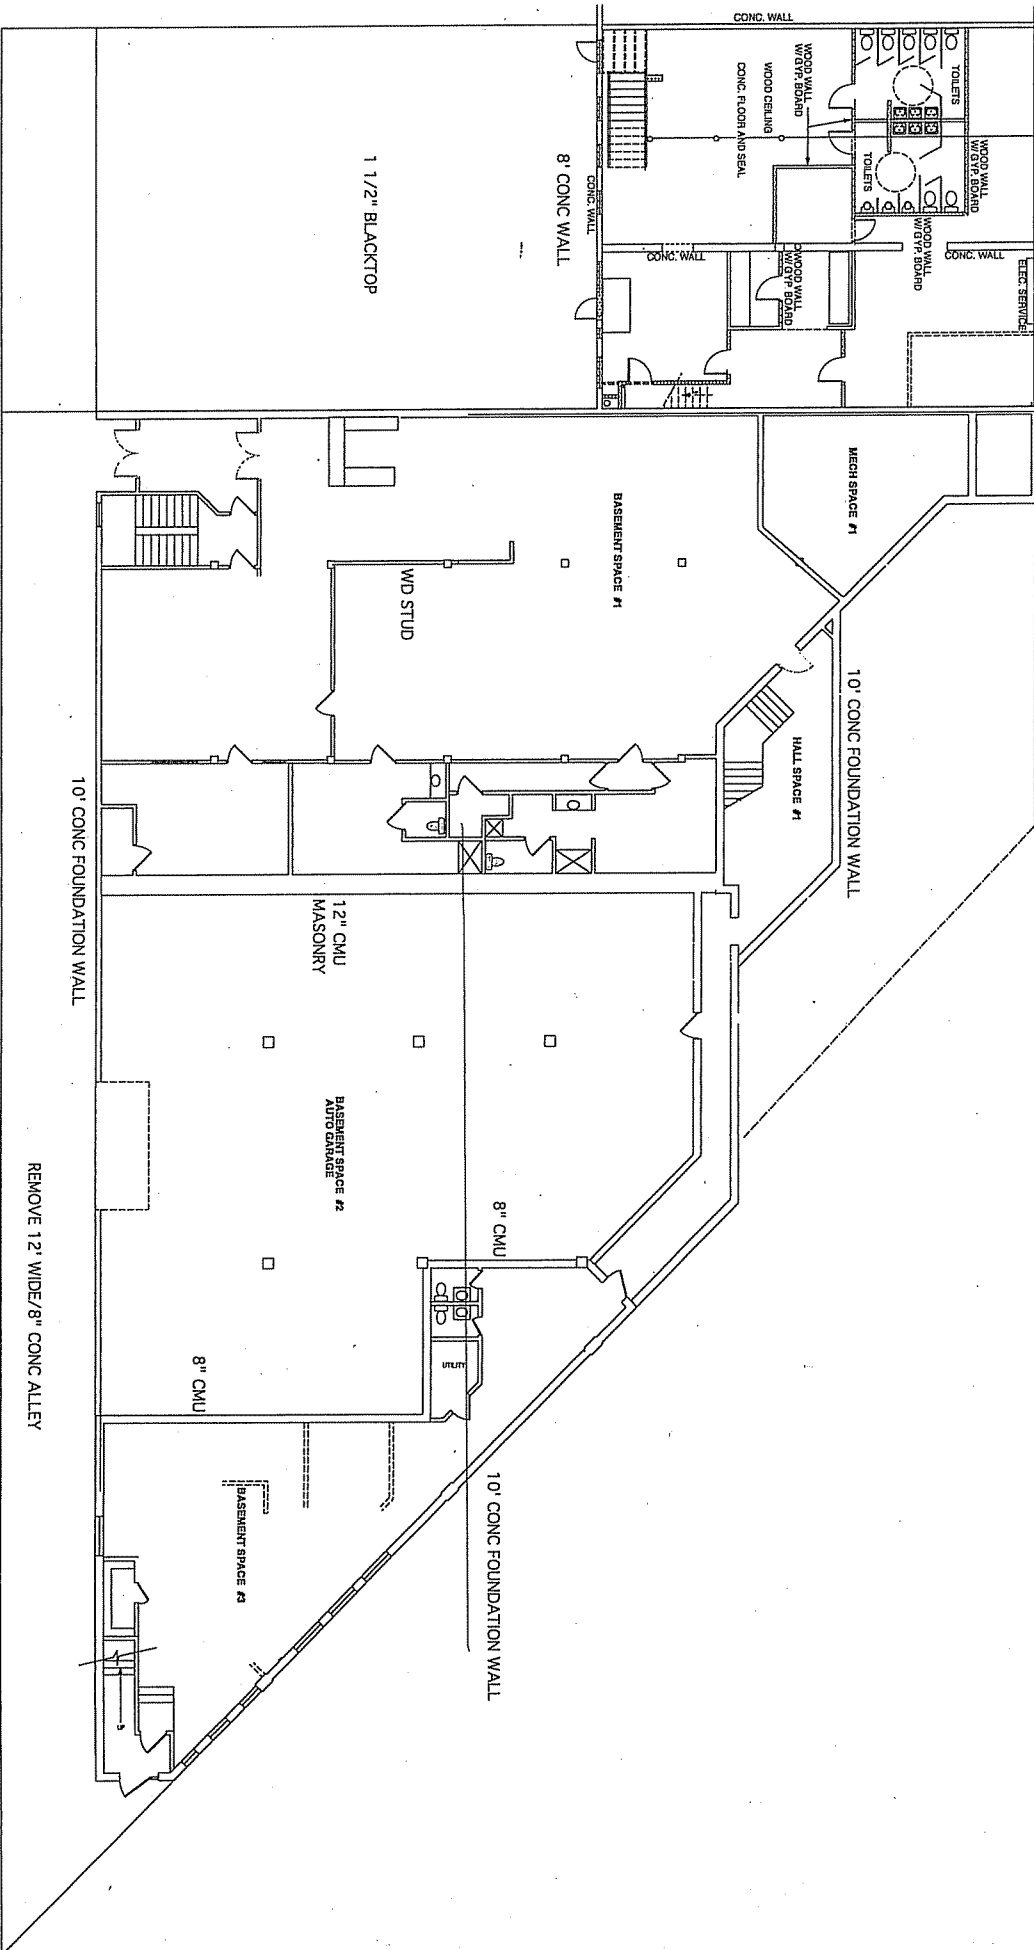 CONC. WALL
TOILETS
WOOD WALL
W/ GYP. BOARD
WOOD CEILING
CONC. FLOOR AND SEAL
WOOD WALL
W/ GYP. BOARD
TOILETS
WOOD WALL
W/ GYP. BOARD
CONC. WALL
ELEC. SERVICE
CONC. WALL
WOOD WALL
W/ GYP. BOARD
CONC. WALL
8' CONC WALL
1 1/2" BLACKTOP
MECH SPACE #1
BASEMENT SPACE #1
WD STUD
10' CONC FOUNDATION WALL
HALL SPACE #1
10' CONC FOUNDATION WALL
12" CMU
MASONRY
BASEMENT SPACE #2
AUTO GARAGE
8" CMU
UTILITY
8" CMU
REMOVE 12' WIDE/8" CONC ALLEY
10' CONC FOUNDATION WALL
BASEMENT SPACE #3